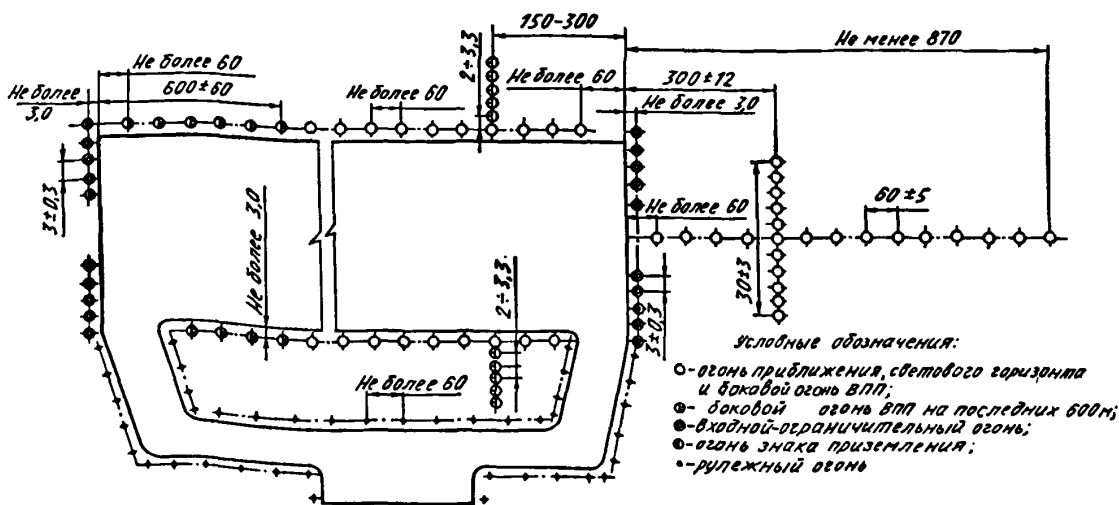 150-300
Не менее 870
2÷3,3
Не более 60
Не более 60
300±12
Не более
3,0
600±60
Не более 60
Не более 3,0
3±0,3
Не более 3,0
Не более 60
60±5
30±3
2÷3,3.
3±0,3
Не более 60
Условные обозначения:
- огонь приближения, светового горизонта
и боковой огонь ВПП;
- боковой огонь ВПП на последних 600м;
- входной-ограничительный огонь;
- огонь знака приземления;
- рулежный огонь